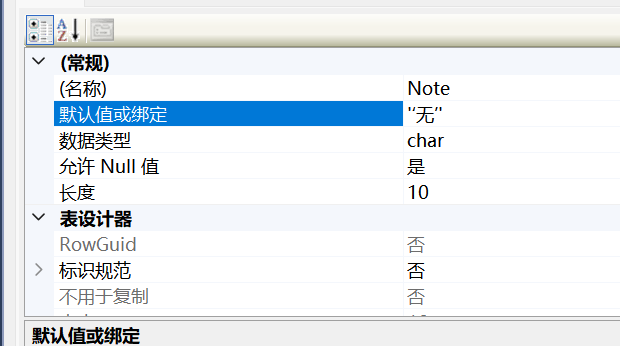 (常规)
(名称) Note
默认值或绑定 "无"
数据类型 char
允许 Null 值 是
长度 10
表设计器
RowGuid 否
标识规范 否
不用于复制 否
默认值或绑定